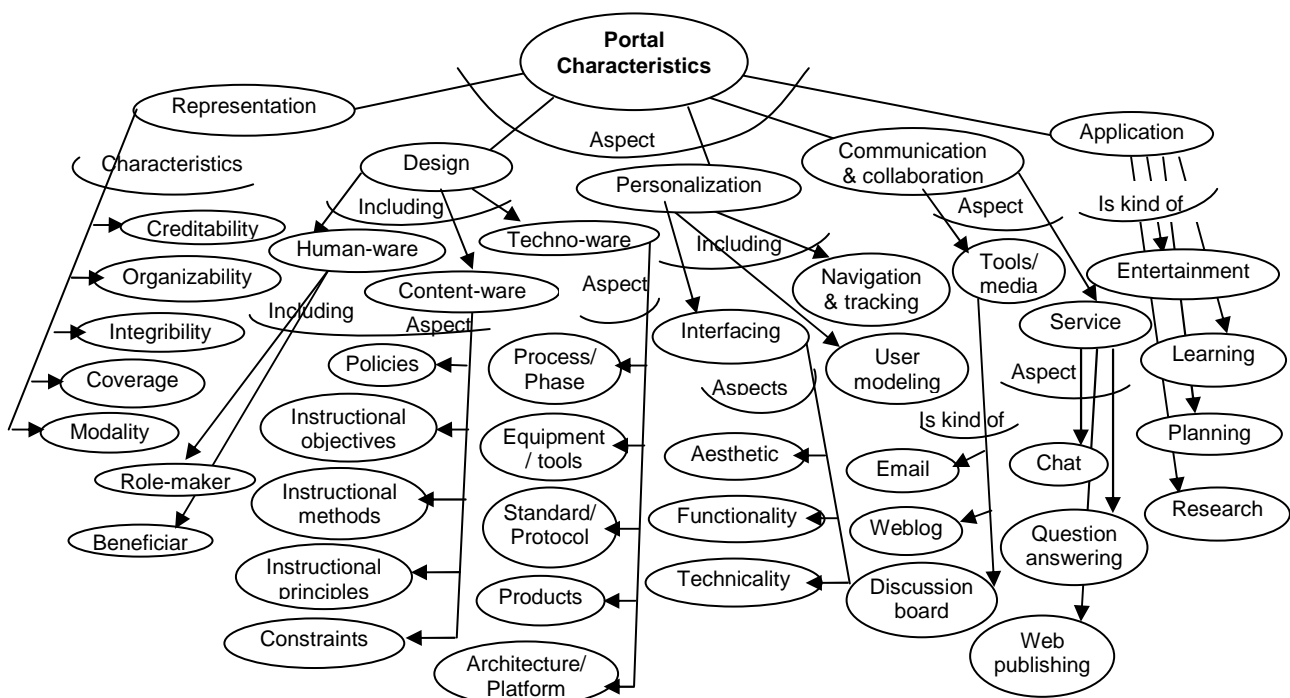 Portal
Characteristics
Representation
Aspect
Application
Characteristics
Design
Communication
& collaboration
Personalization
Including
Aspect
Is kind of
Creditability
Human-ware
Techno-ware
Including
Navigation
& tracking
Tools/
media
Entertainment
Organizability
Content-ware
Aspect
Including
Aspect
Interfacing
Service
Integribility
Policies
Process/
Phase
User
modeling
Learning
Coverage
Aspects
Aspect
Modality
Instructional
objectives
Equipment
/ tools
Is kind of
Planning
Role-maker
Aesthetic
Email
Chat
Instructional
methods
Standard/
Protocol
Functionality
Weblog
Question
answering
Research
Beneficiar
Instructional
principles
Products
Technicality
Discussion
board
Constraints
Architecture/
Platform
Web
publishing